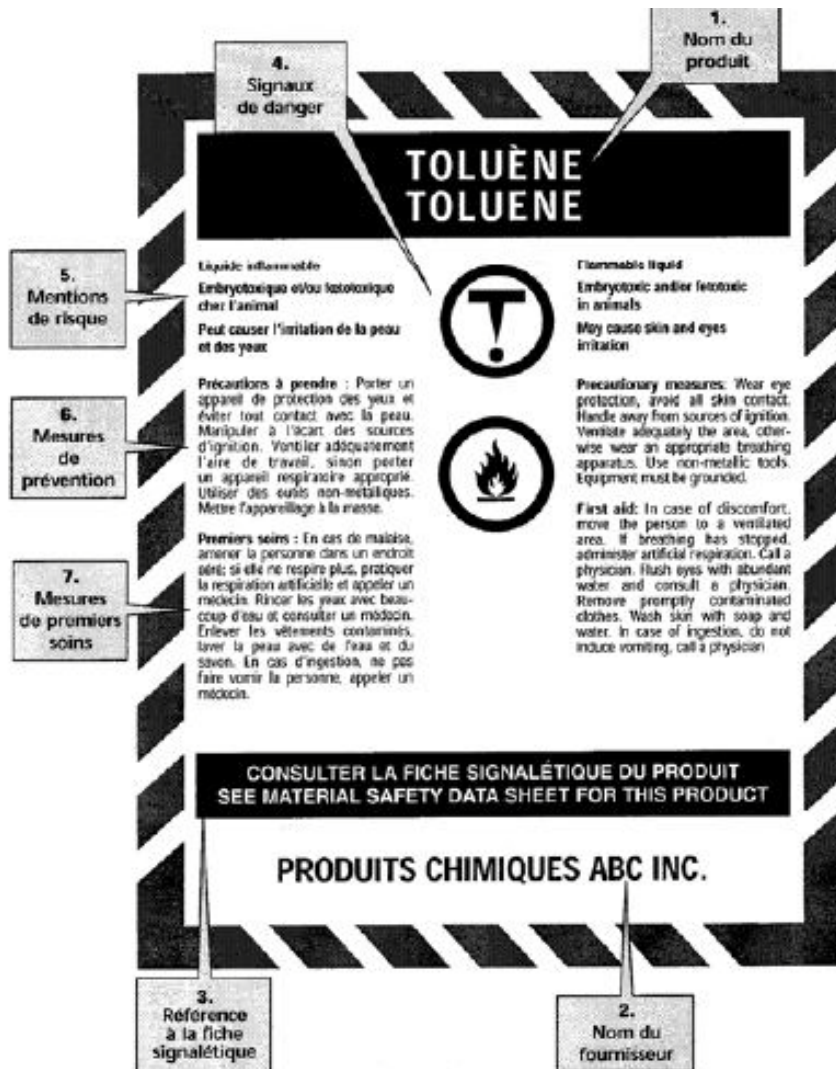 1.
Nom du
produit
4.
Signaux
de danger
TOLUÈNE
TOLUENE
5.
Mentions
de risque
Liquide inflammable
Embryotoxique et/ou fœtotoxique
chez l'animal
Peut causer l'irritation de la peau
et des yeux
Flammable liquid
Embryotoxic and/or fetotoxic
in animals
May cause skin and eyes
irritation
6.
Mesures
de
prévention
Précautions à prendre : Porter un
appareil de protection des yeux et
éviter tout contact avec la peau.
Manipuler à l'écart des sources
d'ignition. Ventiler adéquatement
l'aire de travail, sinon porter
un appareil respiratoire approprié.
Utiliser des outils non-métalliques.
Mettre l'appareillage à la masse.
Precautionary measures: Wear eye
protection, avoid all skin contact.
Handle away from sources of ignition.
Ventilate adequately the area, other-
wise wear an appropriate breathing
apparatus. Use non-metallic tools.
Equipment must be grounded.
7.
Mesures
de premiers
soins
Premiers soins : En cas de malaise,
amener la personne dans un endroit
aéré; si elle ne respire plus, pratiquer
la respiration artificielle et appeler un
médecin. Rincer les yeux avec beau-
coup d'eau et consulter un médecin.
Enlever les vêtements contaminés,
laver la peau avec de l'eau et du
savon. En cas d'ingestion, ne pas
faire vomir la personne, appeler un
médecin.
First aid: In case of discomfort,
move the person to a ventilated
area. If breathing has stopped,
administer artificial respiration. Call a
physician. Flush eyes with abundant
water and consult a physician.
Remove promptly contaminated
clothes. Wash skin with soap and
water. In case of ingestion, do not
induce vomiting, call a physician
CONSULTER LA FICHE SIGNALÉTIQUE DU PRODUIT
SEE MATERIAL SAFETY DATA SHEET FOR THIS PRODUCT
PRODUITS CHIMIQUES ABC INC.
3.
Référence
à la fiche
signalétique
2.
Nom du
fournisseur